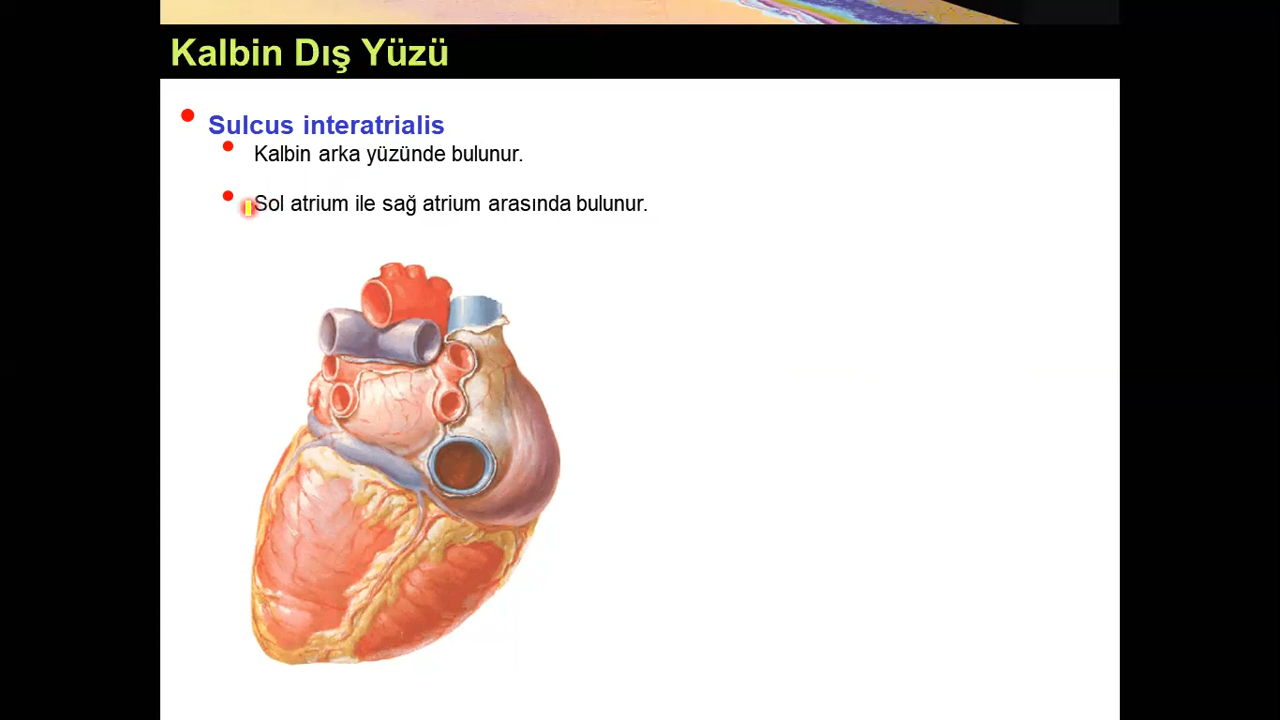 Kalbin Dış Yüzü
Sulcus interatrialis
Kalbin arka yüzünde bulunur.
Sol atrium ile sağ atrium arasında bulunur.